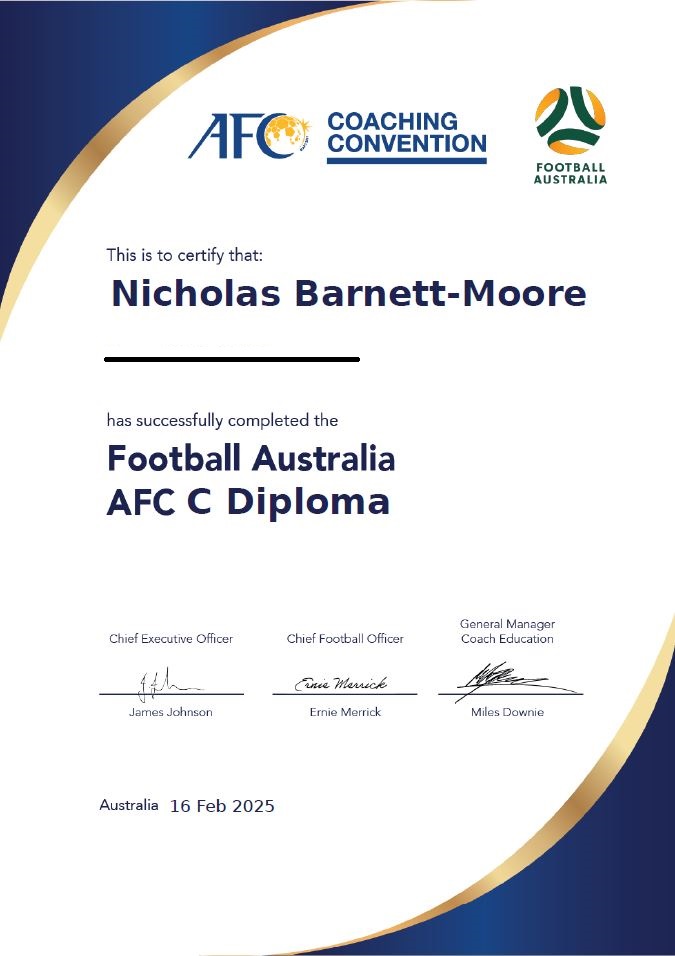 AFC COACHING CONVENTION
FOOTBALL AUSTRALIA
This is to certify that:
Nicholas Barnett-Moore
has successfully completed the
Football Australia
AFC C Diploma
Chief Executive Officer
Chief Football Officer
General Manager
Coach Education
Ernie Merrick
James Johnson
Ernie Merrick
Miles Downie
Australia 16 Feb 2025